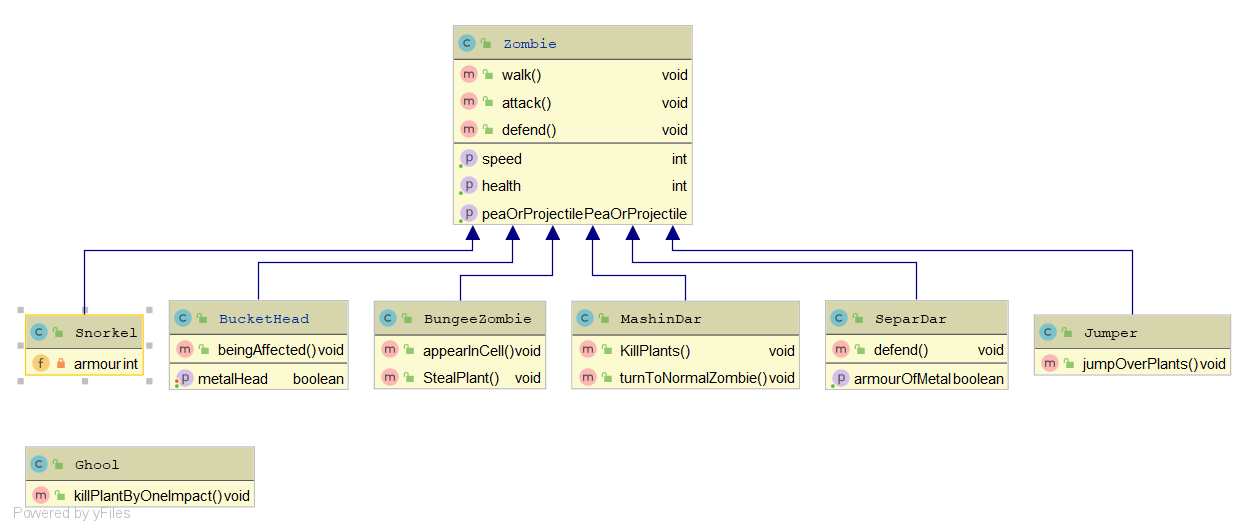 Zombie
walk() void
attack() void
defend() void
speed int
health int
peaOrProjectile PeaOrProjectile
Snorkel
armour int
BucketHead
beingAffected() void
metalHead boolean
BungeeZombie
appearInCell() void
StealPlant() void
MashinDar
KillPlants() void
turnToNormalZombie() void
SeparDar
defend() void
armourOfMetal boolean
Jumper
jumpOverPlants() void
Ghool
killPlantByOneImpact() void
Powered by yFiles